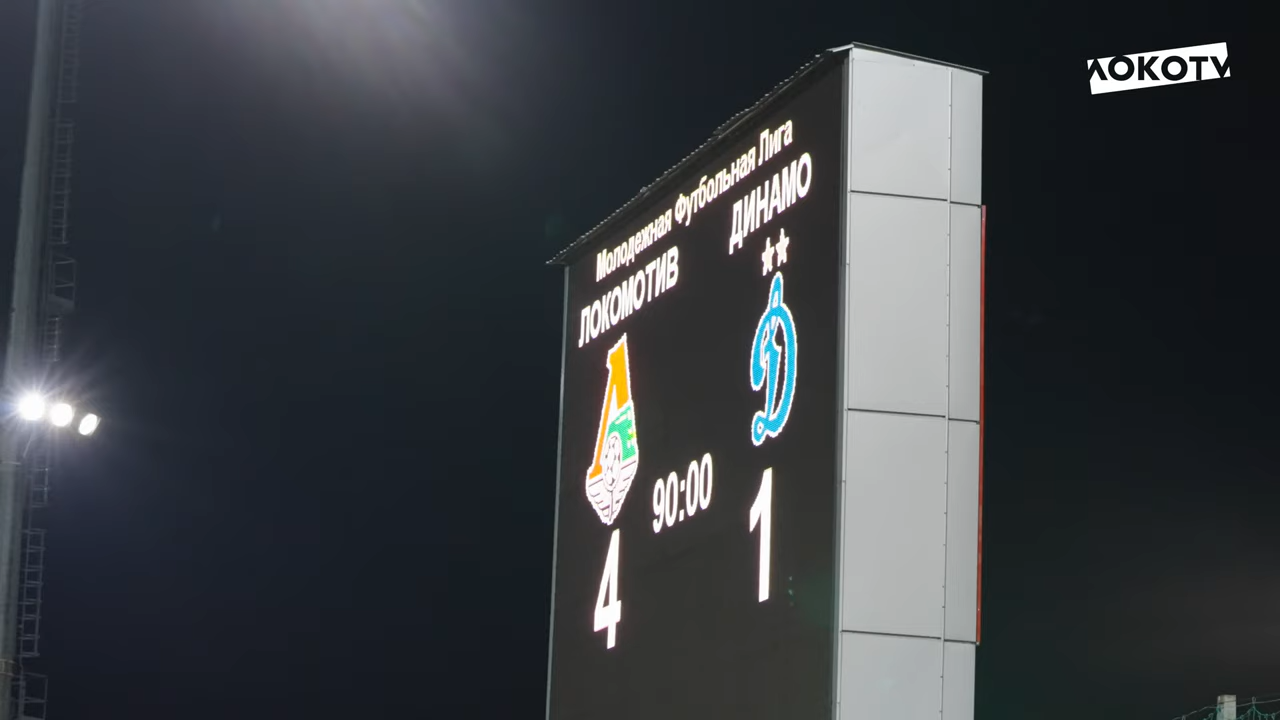 ЛОКОTV
Молодежная Футбольная Лига
ЛОКОМОТИВ
ДИНАМО
90:00
4
1